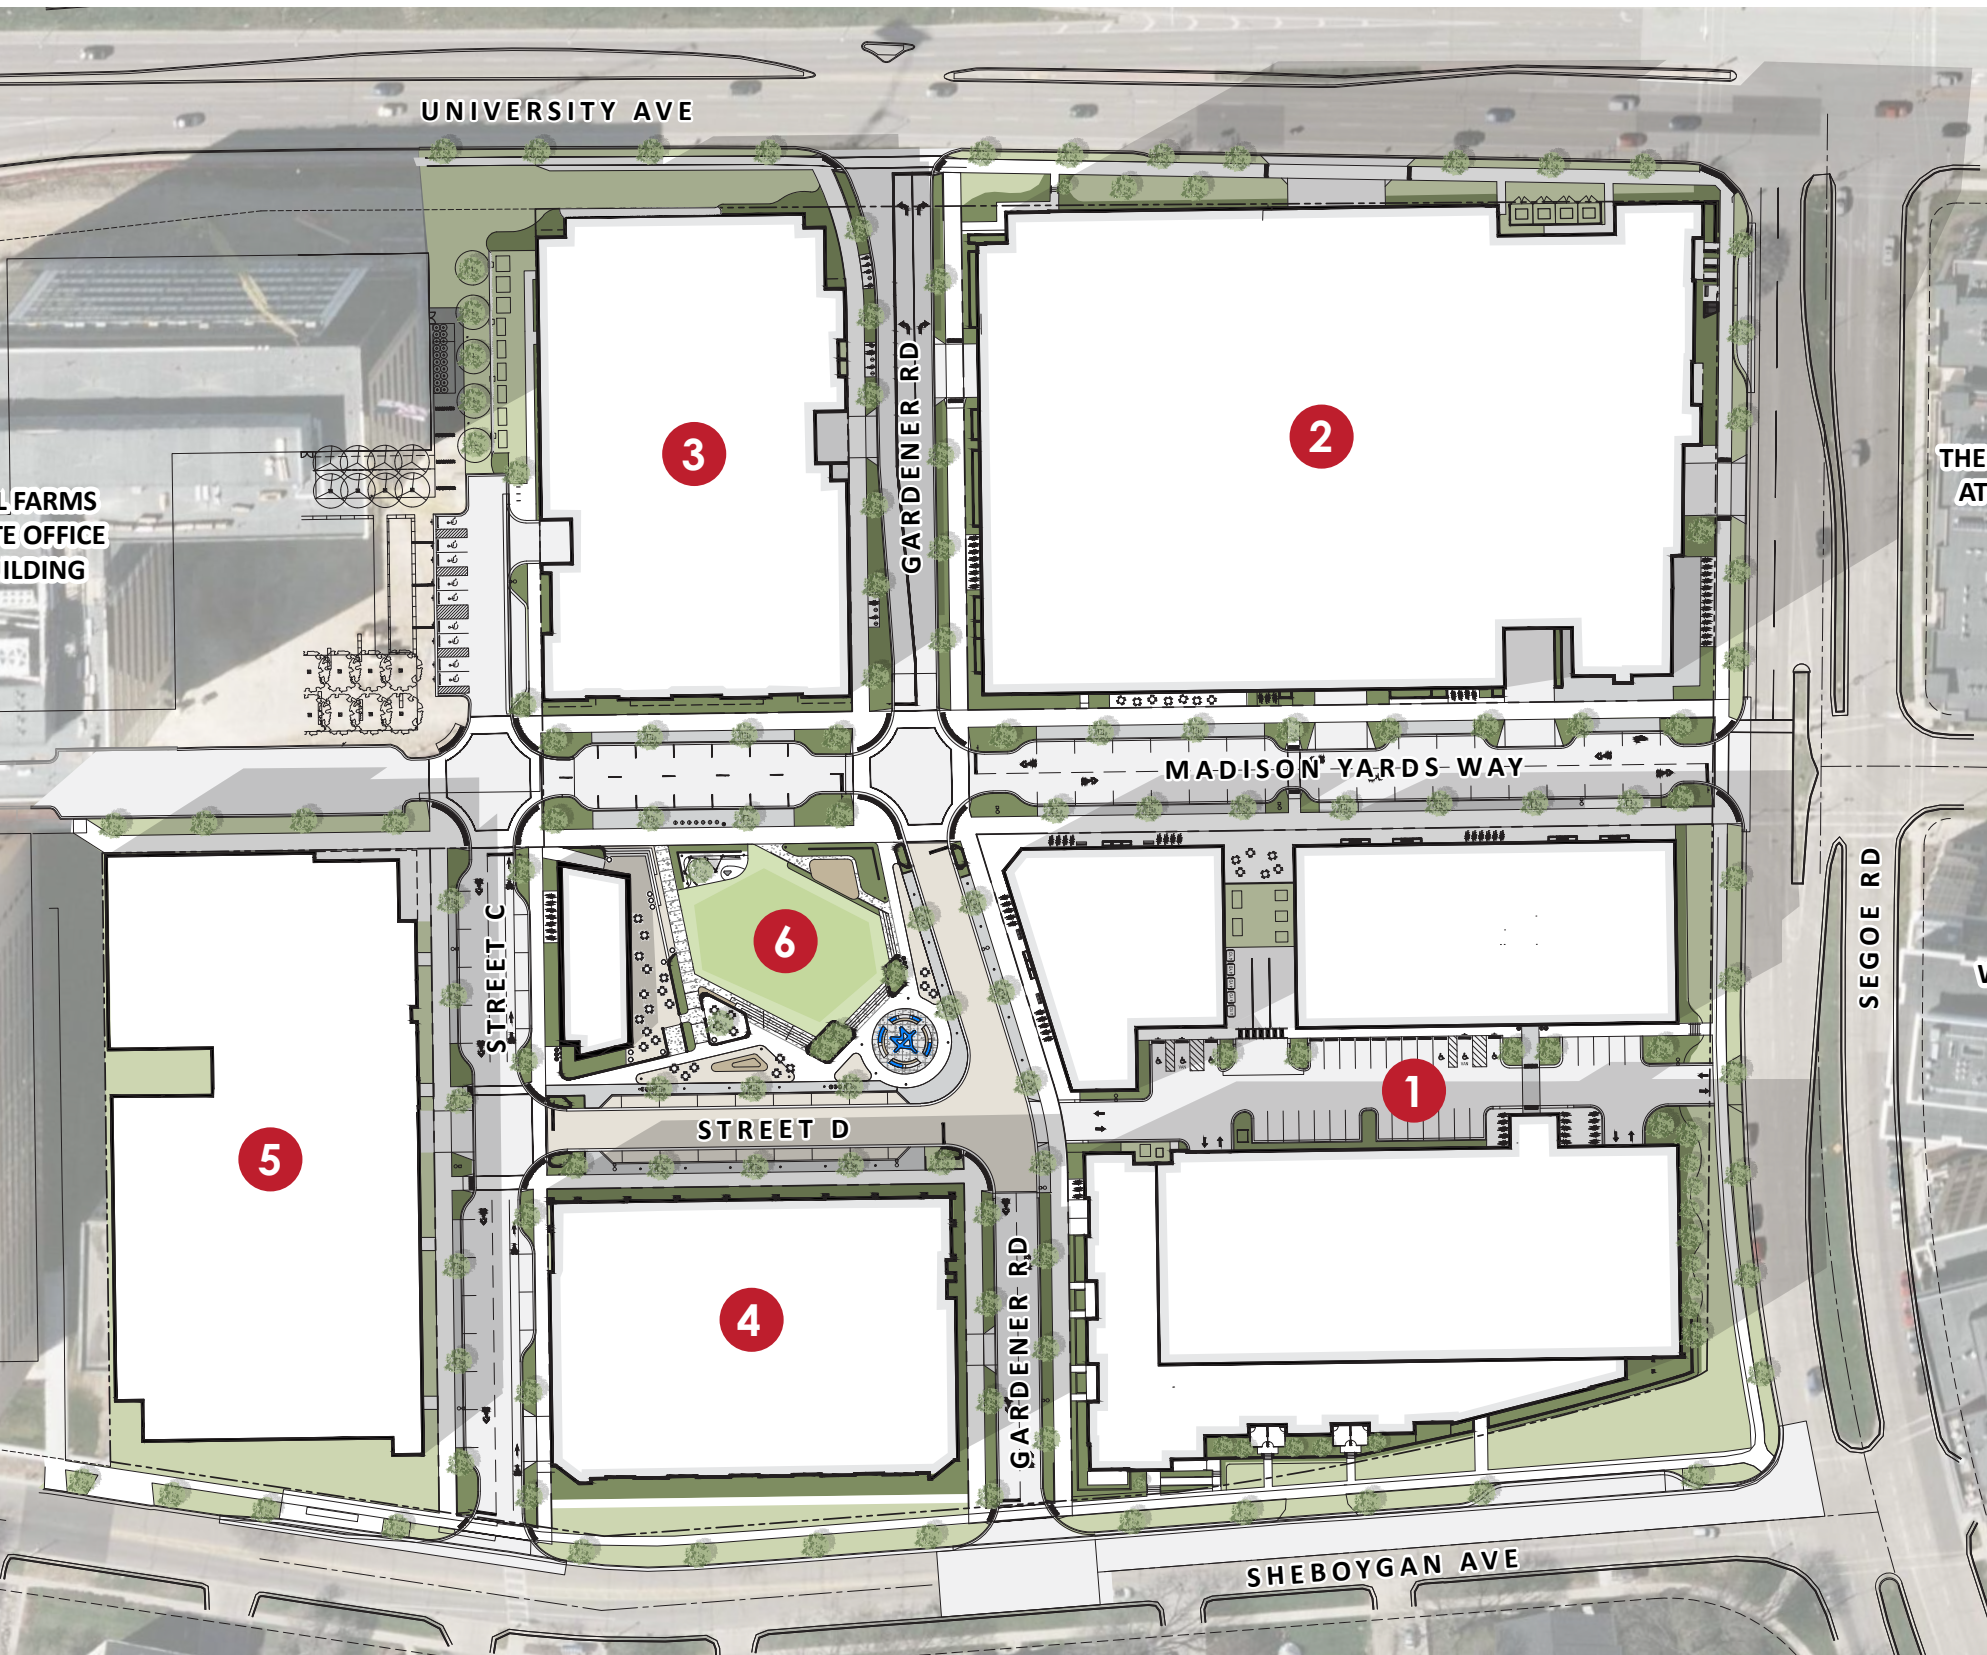 UNIVERSITY AVE
GARDENER RD
3
2
THE
AT
L FARMS
TE OFFICE
ILDING
MADISON YARDS WAY
STREET C
6
SEGOE RD
1
STREET D
5
4
GARDENER RD
SHEBOYGAN AVE